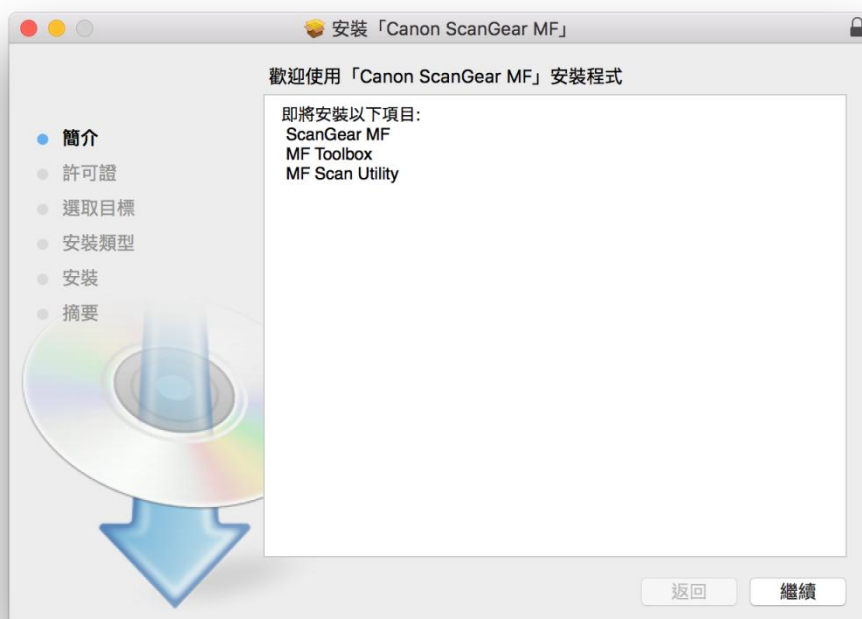 安裝「Canon ScanGear MF」
歡迎使用「Canon ScanGear MF」安裝程式
簡介
許可證
選取目標
安裝類型
安裝
摘要
即將安裝以下項目:
ScanGear MF
MF Toolbox
MF Scan Utility
返回
繼續